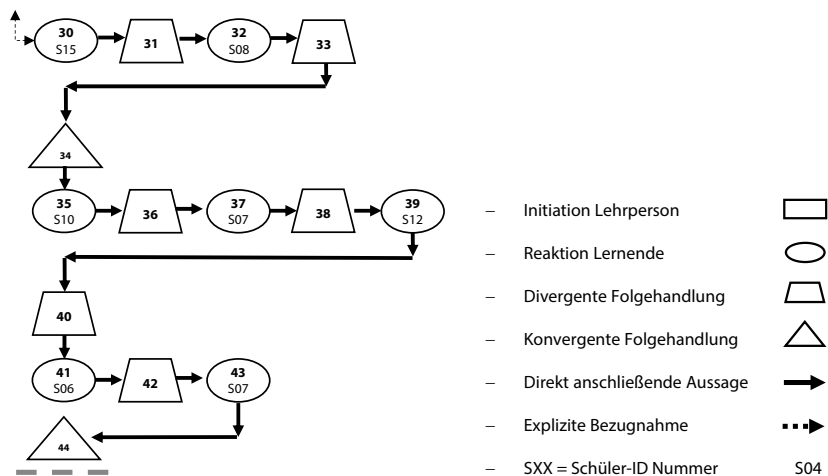 30
S15
31
32
S08
33
34
35
S10
36
37
S07
38
39
S12
40
41
S06
42
43
S07
44
– Initiation Lehrperson
– Reaktion Lernende
– Divergente Folgehandlung
– Konvergente Folgehandlung
– Direkt anschließende Aussage
– Explizite Bezugnahme
– SXX = Schüler-ID Nummer S04